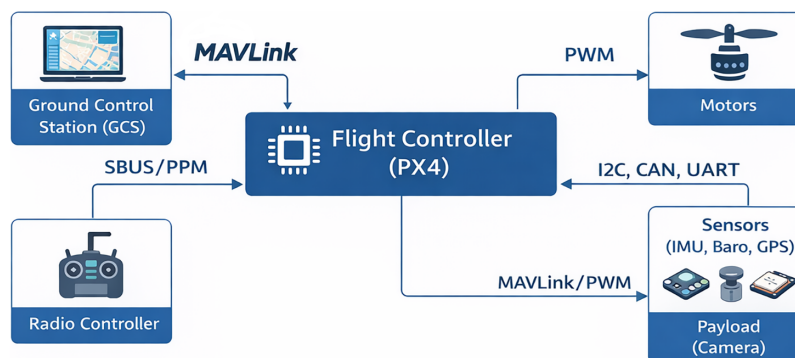 MAVLink
Ground Control
Station (GCS)
PWM
Motors
Flight Controller
(PX4)
SBUS/PPM
I2C, CAN, UART
Radio Controller
Sensors
(IMU, Baro, GPS)
MAVLink/PWM
Payload
(Camera)